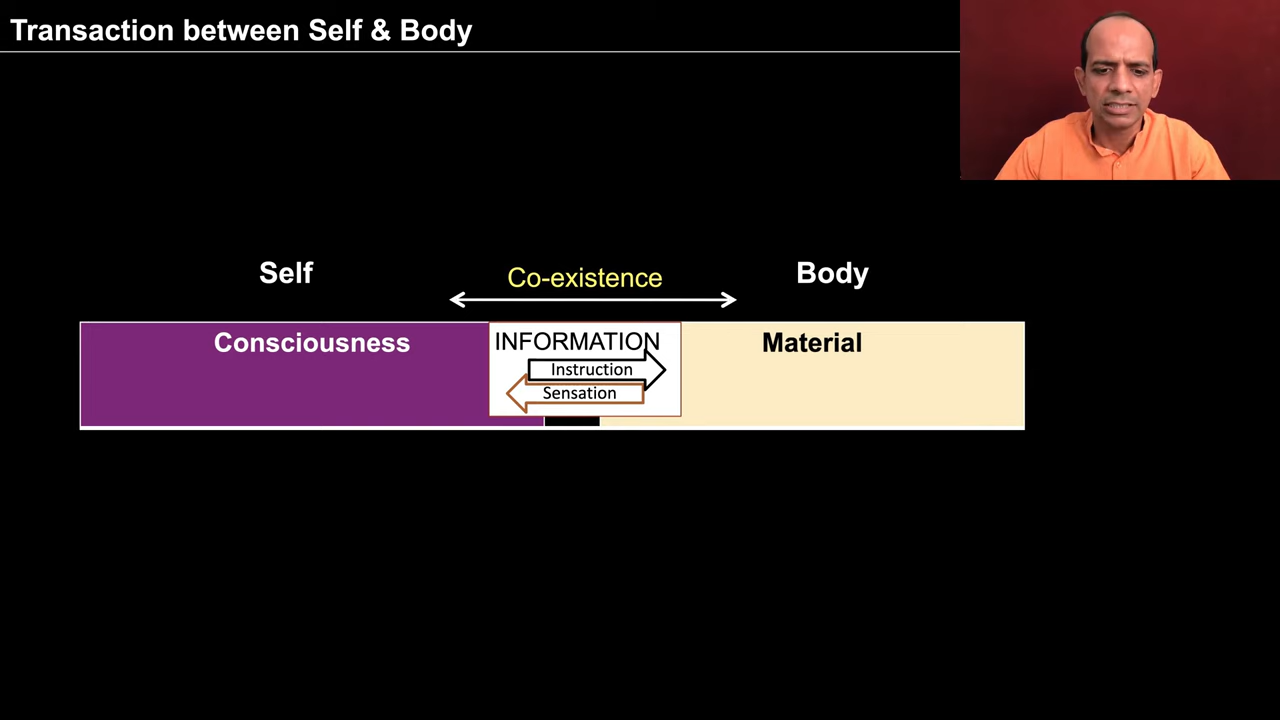 Transaction between Self & Body
Self
Co-existence
Body
Consciousness
INFORMATION
Material
Instruction
Sensation